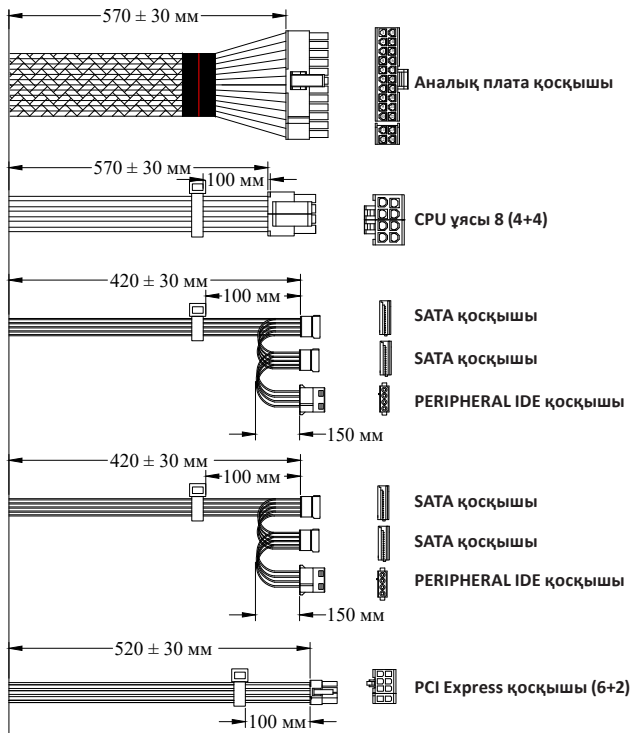 570 ± 30 мм
Аналық плата қосқышы
570 ± 30 мм
100 мм
CPU ұясы 8 (4+4)
420 ± 30 мм
100 мм
SATA қосқышы
SATA қосқышы
PERIPHERAL IDE қосқышы
150 мм
420 ± 30 мм
100 мм
SATA қосқышы
SATA қосқышы
PERIPHERAL IDE қосқышы
150 мм
520 ± 30 мм
PCI Express қосқышы (6+2)
100 мм